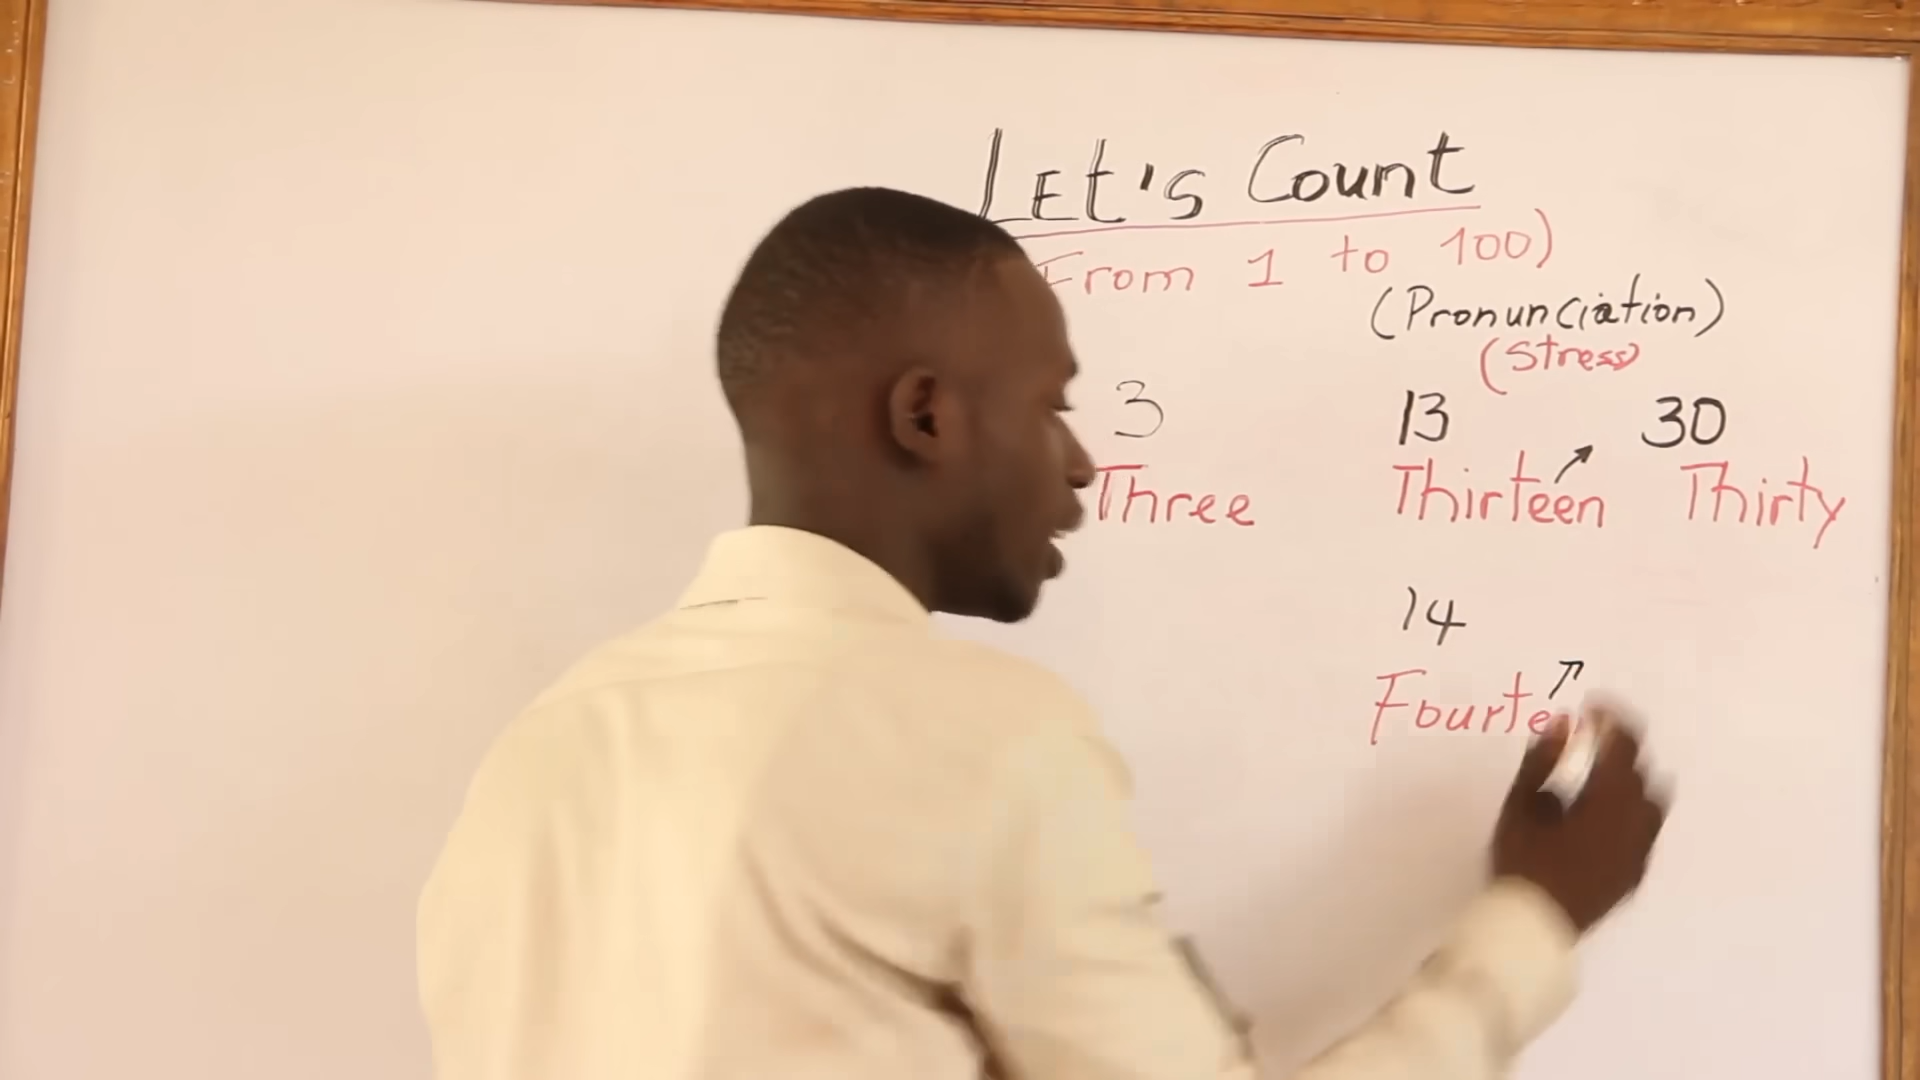 Let's Count
From 1 to 100)
(Pronunciation)
(Stress)
3 13 30
Three Thirteen Thirty
14